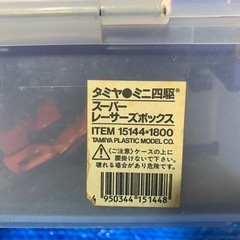 タミヤ●ミニ四駆®
スーパー
レーサーズボックス
ITEM 15144★1800
TAMIYA PLASTIC MODEL CO.
⚠〈ご注意〉ケースの上に
腰掛けないで下さい。
壊れる場合があり危険です。
4 950344 151448